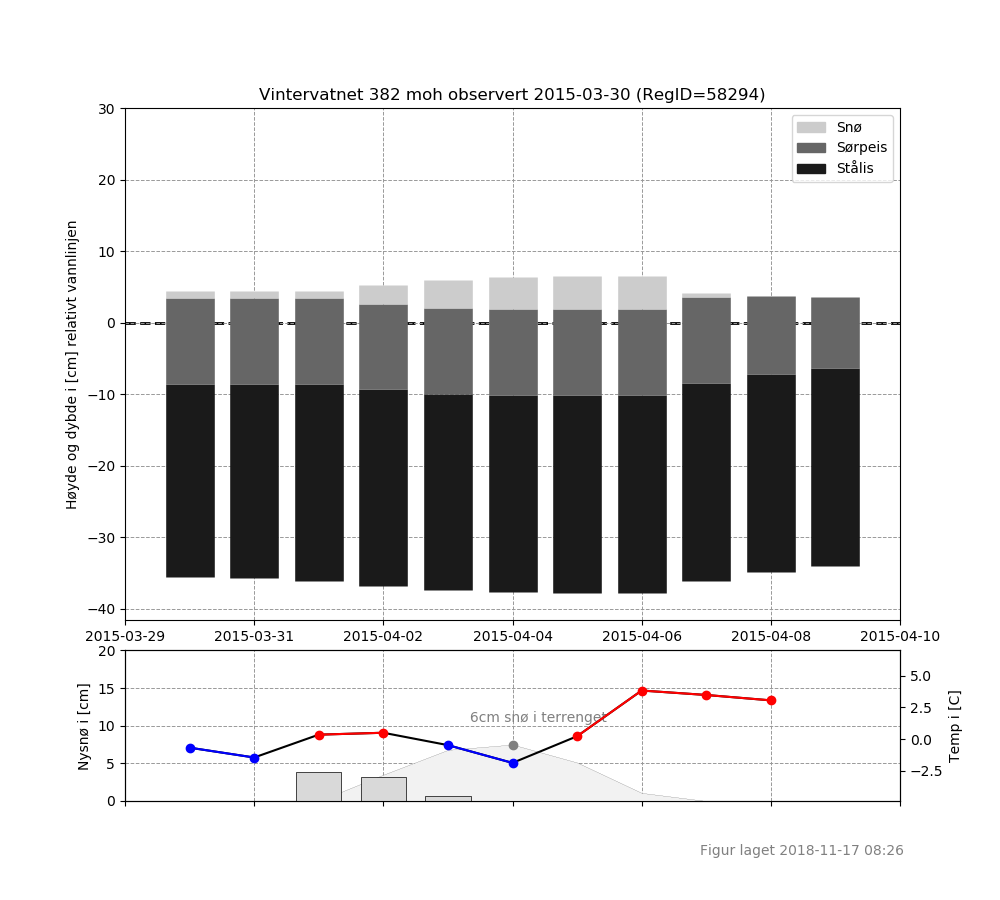 Vintervatnet 382 moh observert 2015-03-30 (RegID=58294)
Høyde og dybde i [cm] relativt vannlinjen
30
20
10
0
−10
−20
−30
−40
Snø
Sørpeis
Stålis
2015-03-29 2015-03-31 2015-04-02 2015-04-04 2015-04-06 2015-04-08 2015-04-10
Nysnø i [cm]
20
15
10
5
0
6cm snø i terrenget
5.0
2.5
0.0
−2.5
Temp i [C]
Figur laget 2018-11-17 08:26